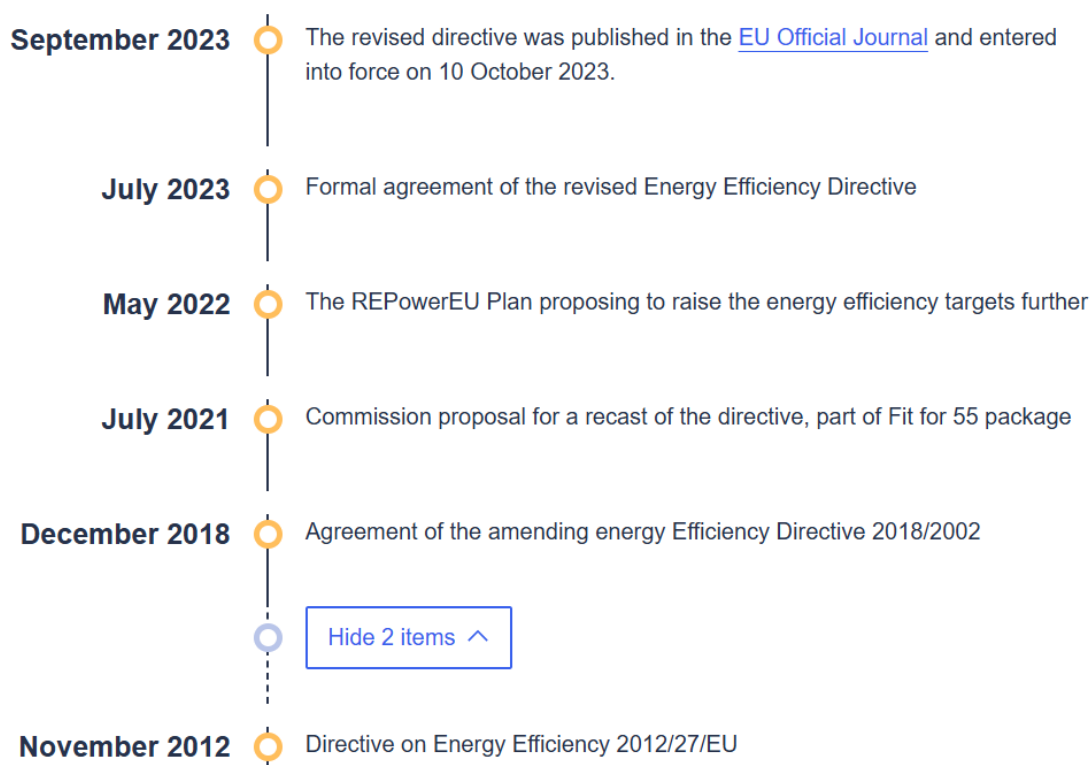 September 2023
The revised directive was published in the EU Official Journal and entered
into force on 10 October 2023.
July 2023
Formal agreement of the revised Energy Efficiency Directive
May 2022
The REPowerEU Plan proposing to raise the energy efficiency targets further
July 2021
Commission proposal for a recast of the directive, part of Fit for 55 package
December 2018
Agreement of the amending energy Efficiency Directive 2018/2002
Hide 2 items
November 2012
Directive on Energy Efficiency 2012/27/EU